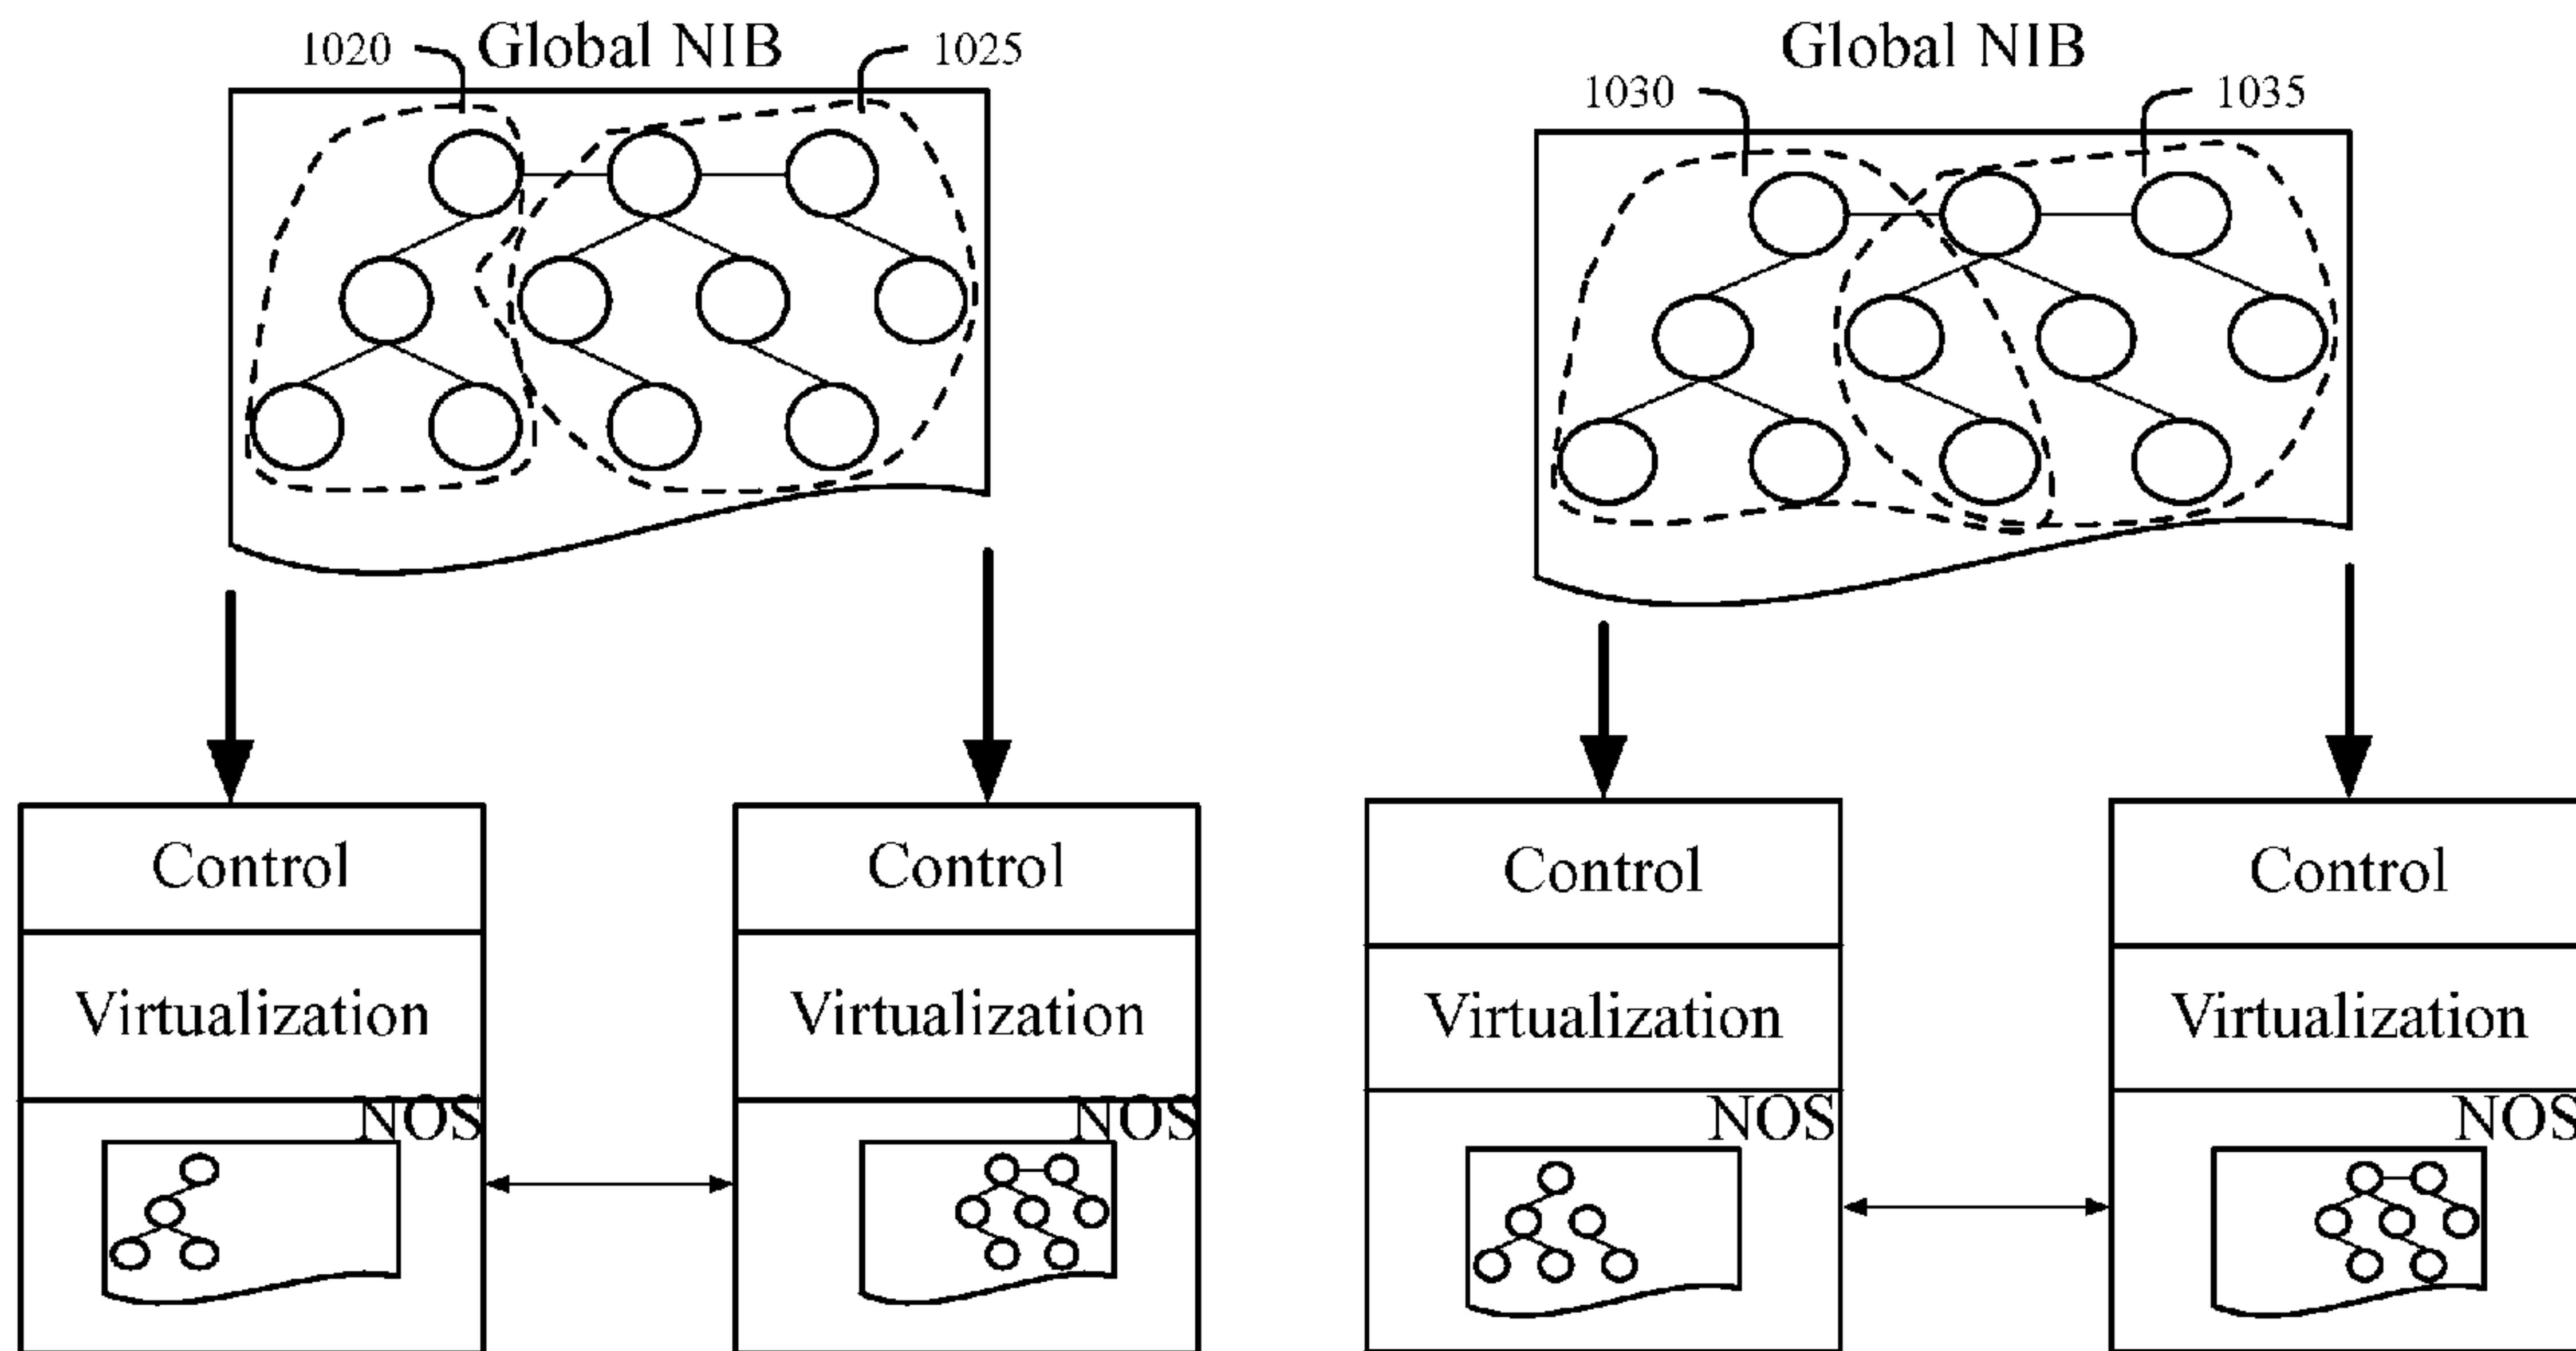 1020
Global NIB
1025
Control
Virtualization
NOS
Control
Virtualization
NOS
Global NIB
1030
1035
Control
Virtualization
NOS
Control
Virtualization
NOS